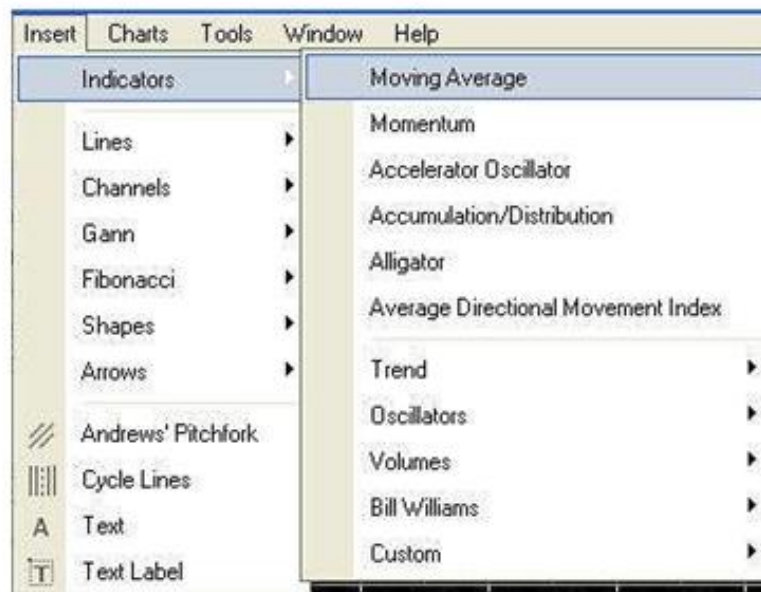 Insert Charts Tools Window Help
Indicators
Lines
Channels
Gann
Fibonacci
Shapes
Arrows
Andrews' Pitchfork
Cycle Lines
A Text
T Text Label
Moving Average
Momentum
Accelerator Oscillator
Accumulation/Distribution
Alligator
Average Directional Movement Index
Trend
Oscillators
Volumes
Bill Williams
Custom